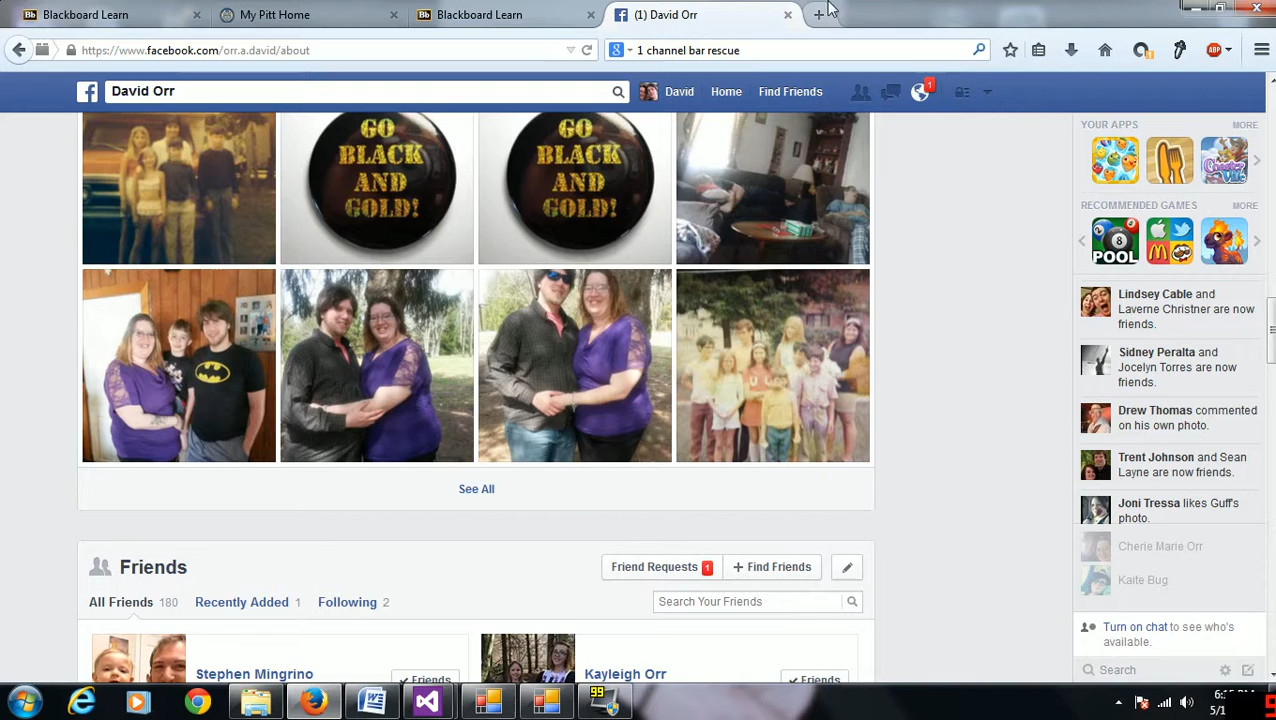 Bb Blackboard Learn
My Pitt Home
Bb Blackboard Learn
(1) David Orr
https://www.facebook.com/orr.a.david/about
1 channel bar rescue
ABP
David Orr
David Home Find Friends
1
GO
BLACK
AND
GOLD!
GO
BLACK
AND
GOLD!
See All
Friends
Friend Requests 1
Find Friends
All Friends 180
Recently Added 1
Following 2
Search Your Friends
Stephen Mingrino
Friends
Kayleigh Orr
Friends
YOUR APPS
MORE
RECOMMENDED GAMES
MORE
8
POOL
Lindsey Cable and
Laverne Christner are now
friends.
Sidney Peralta and
Jocelyn Torres are now
friends.
Drew Thomas commented
on his own photo.
Trent Johnson and Sean
Layne are now friends.
Joni Tressa likes Guff's
photo.
Cherie Marie Orr
Kaite Bug
Turn on chat to see who's
available.
Search
99